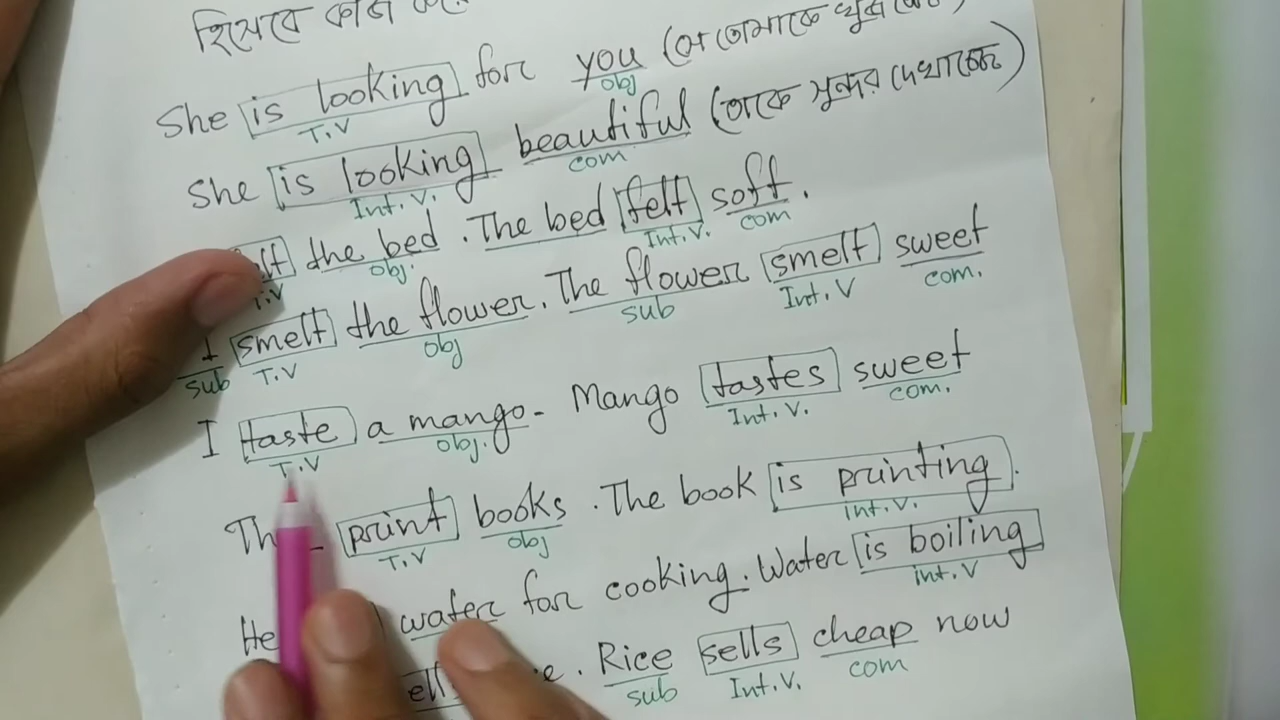 হিসেবে কাজ করে
She is looking for you (সে তোমাকে
T.V obj
She is looking beautiful (তাকে সুন্দর দেখাচ্ছে)
Int. V. com
the bed. The bed felt soft.
T.V obj. Int. V. com
I smelt the flower. The flower smelt sweet
sub T.V obj sub Int. V com.
I taste a mango- Mango tastes sweet
T.V obj. Int. V. com.
print books. The book is printing.
T.V obj int. V.
He water for cooking. Water is boiling
int. V
Rice sells cheap now
sub Int. V. com